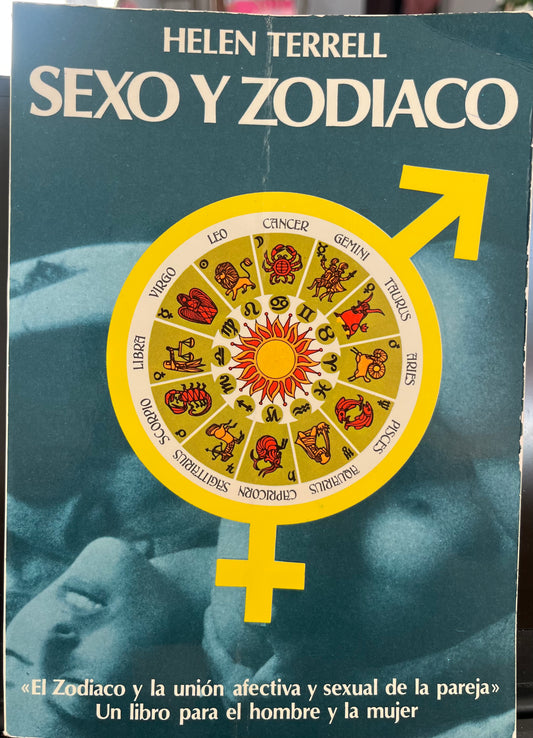 HELEN TERRELL
SEXO Y ZODIACO
CANCER
GEMINI
TAURUS
ARIES
PISCES
AQUARIUS
CAPRICORN
SAGITTARIUS
SCORPIO
LIBRA
VIRGO
LEO
«El Zodiaco y la unión afectiva y sexual de la pareja»
Un libro para el hombre y la mujer